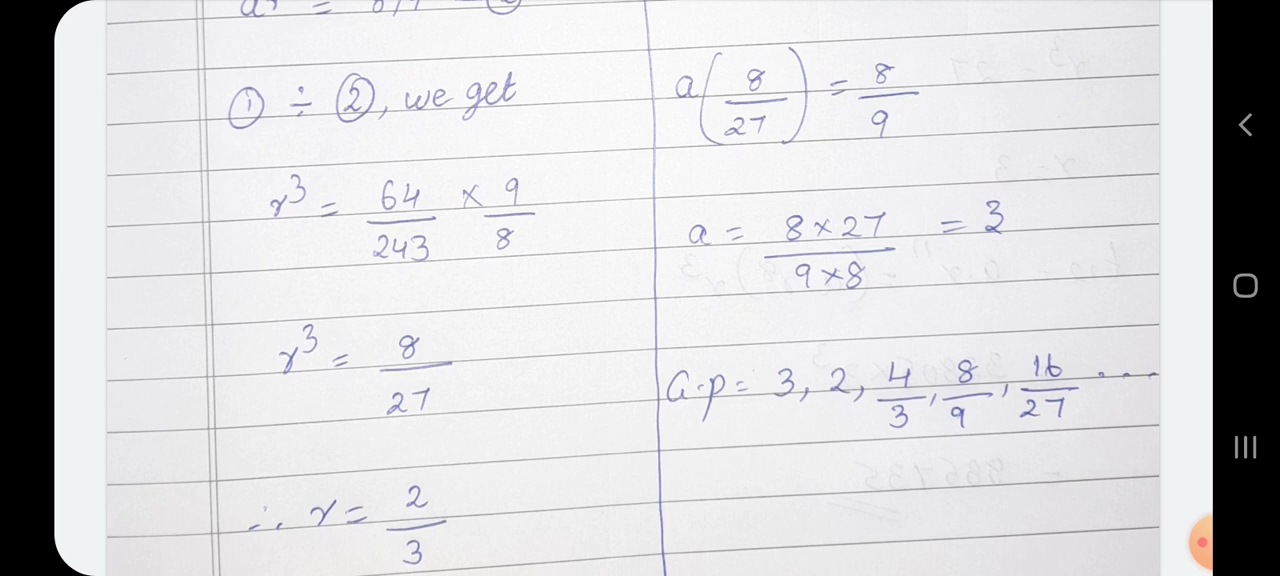 ① ÷ ②, we get
r³ = 64/243 × 9/8
r³ = 8/27
∴ r = 2/3
a(8/27) = 8/9
a = 8×27/9×8 = 3
G.p = 3, 2, 4/3, 8/9, 16/27 ....